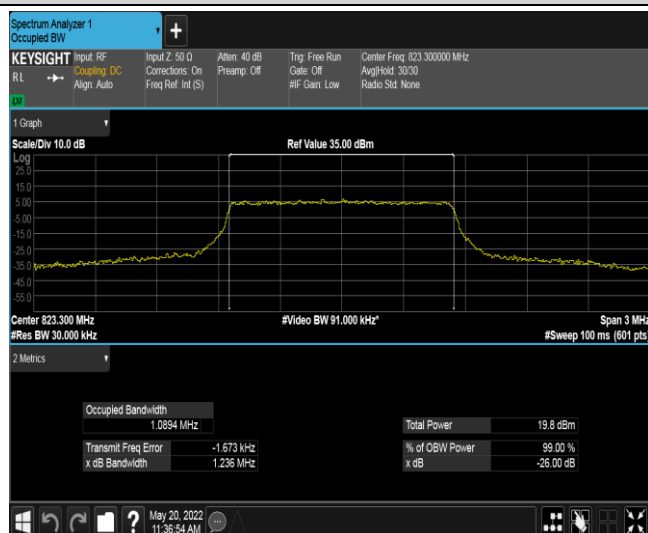 Spectrum Analyzer 1
Occupied BW
KEYSIGHT
RL
Input: RF
Coupling: DC
Align: Auto
Input Z: 50 Ω
Corrections: On
Freq Ref: Int (S)
Atten: 40 dB
Preamp: Off
Trig: Free Run
Gate: Off
#IF Gain: Low
Center Freq: 823.300000 MHz
Avg|Hold: 30/30
Radio Std: None
1 Graph
Scale/Div 10.0 dB
Ref Value 35.00 dBm
Log
25.0
15.0
5.00
-5.00
-15.0
-25.0
-35.0
-45.0
-55.0
Center 823.300 MHz
#Video BW 91.000 kHz*
Span 3 MHz
#Res BW 30.000 kHz
#Sweep 100 ms (601 pts)
2 Metrics
Occupied Bandwidth
1.0894 MHz
Total Power 19.8 dBm
Transmit Freq Error -1.673 kHz
% of OBW Power 99.00 %
x dB Bandwidth 1.236 MHz
x dB -26.00 dB
?
May 20, 2022
11:36:54 AM